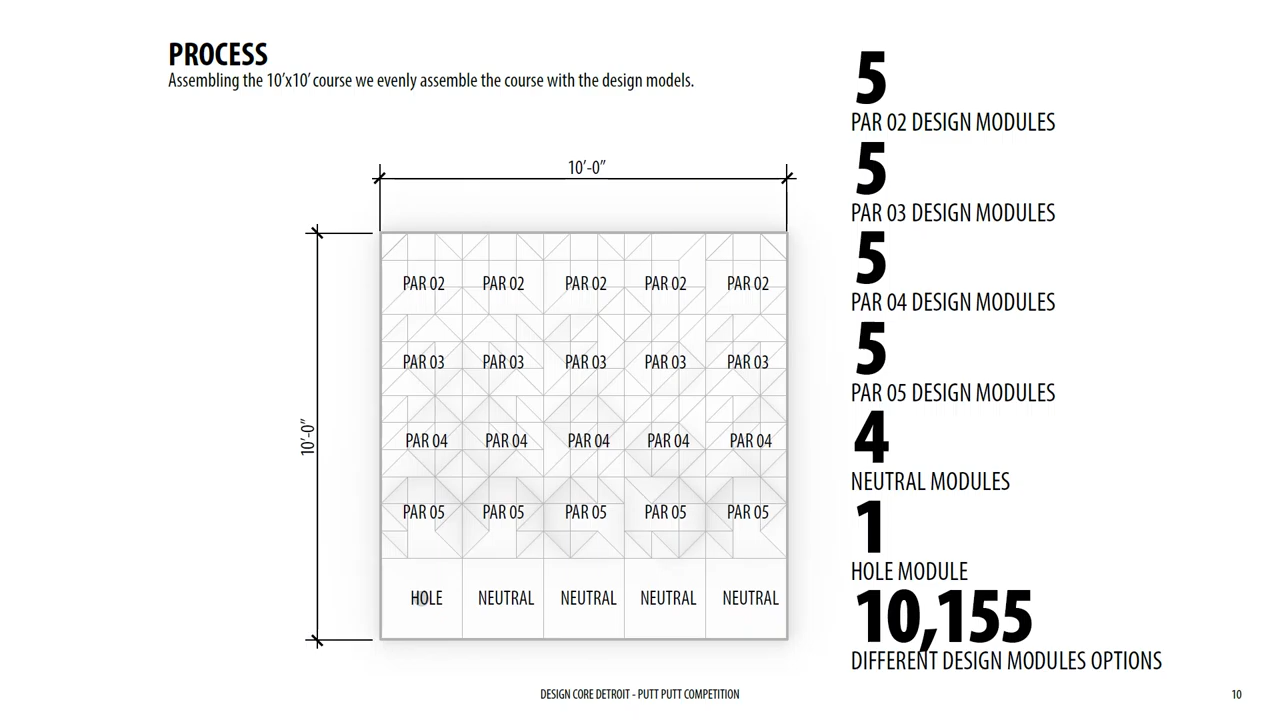 PROCESS
Assembling the 10'x10' course we evenly assemble the course with the design models.
10'-0"
10'-0"
PAR 02 PAR 02 PAR 02 PAR 02 PAR 02
PAR 03 PAR 03 PAR 03 PAR 03 PAR 03
PAR 04 PAR 04 PAR 04 PAR 04 PAR 04
PAR 05 PAR 05 PAR 05 PAR 05 PAR 05
HOLE NEUTRAL NEUTRAL NEUTRAL NEUTRAL
5
PAR 02 DESIGN MODULES
5
PAR 03 DESIGN MODULES
5
PAR 04 DESIGN MODULES
5
PAR 05 DESIGN MODULES
4
NEUTRAL MODULES
1
HOLE MODULE
10,155
DIFFERENT DESIGN MODULES OPTIONS
DESIGN CORE DETROIT - PUTT PUTT COMPETITION
10